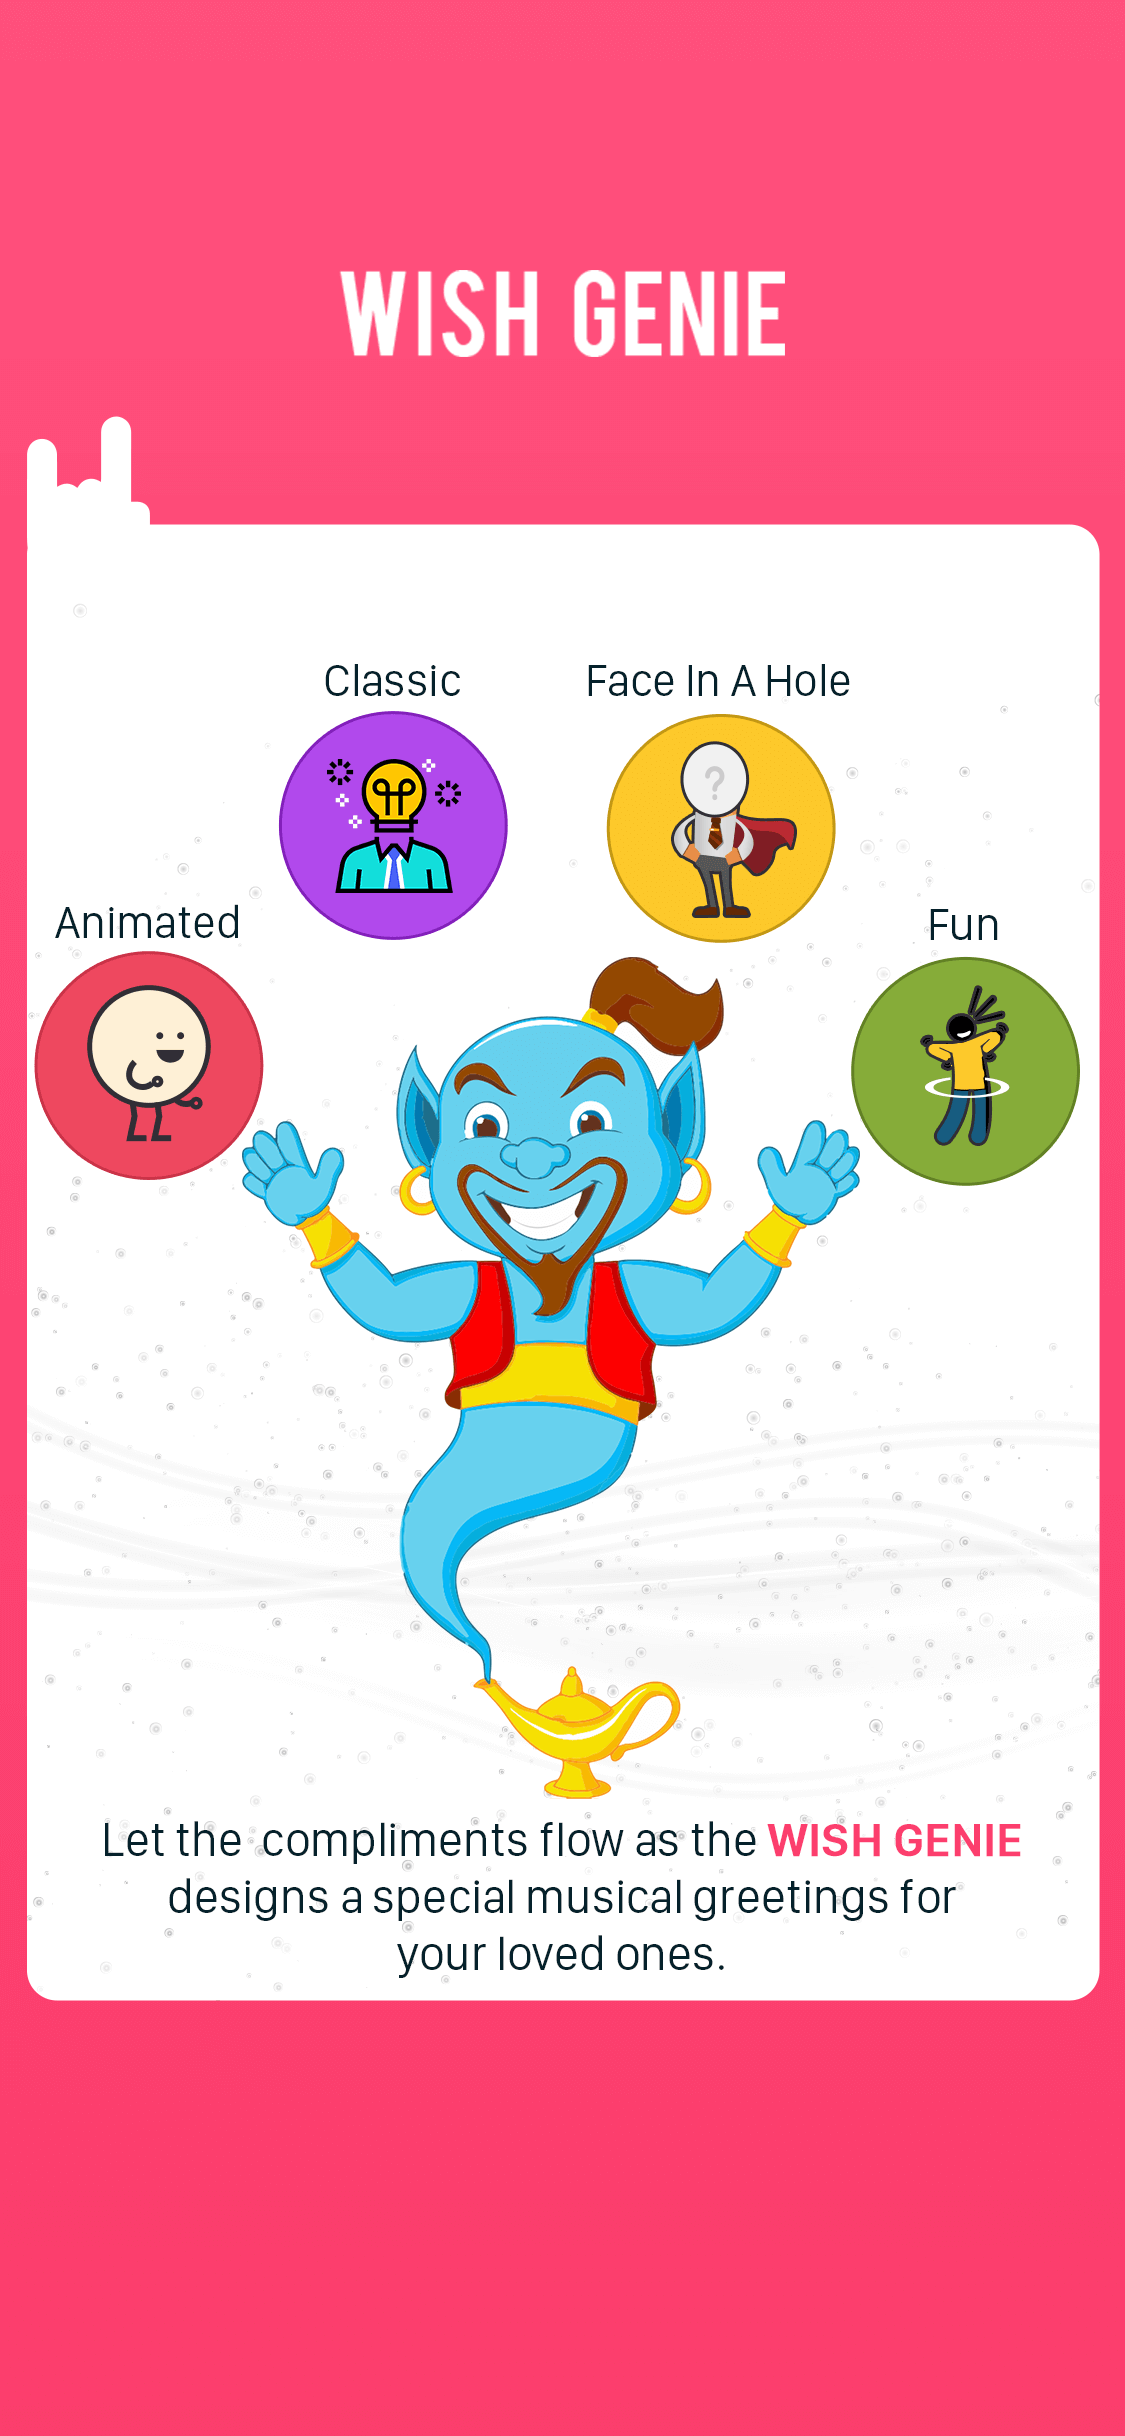 WISH GENIE
Classic
Face In A Hole
Animated
Fun
?
Let the compliments flow as the WISH GENIE
designs a special musical greetings for
your loved ones.